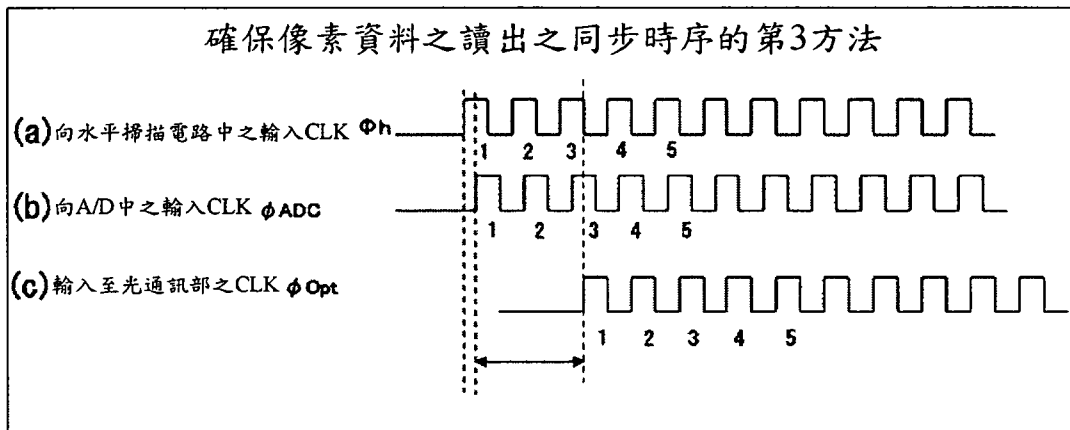 確保像素資料之讀出之同步時序的第3方法
(a)向水平掃描電路中之輸入CLK Φh
1 2 3 4 5
(b)向A/D中之輸入CLK φADC
1 2 3 4 5
(c)輸入至光通訊部之CLK φOpt
1 2 3 4 5